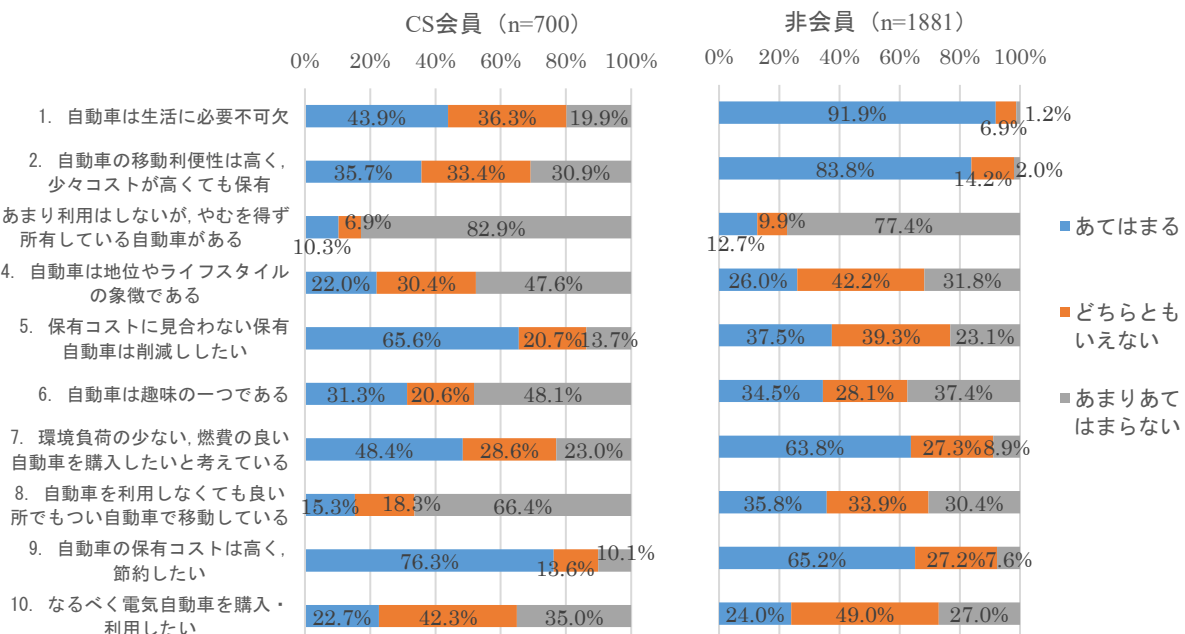 CS会員（n=700）
非会員（n=1881）
0% 20% 40% 60% 80% 100%
0% 20% 40% 60% 80% 100%
1. 自動車は生活に必要不可欠
43.9% 36.3% 19.9%
91.9% 6.9% 1.2%
2. 自動車の移動利便性は高く,
少々コストが高くても保有
35.7% 33.4% 30.9%
83.8% 14.2% 2.0%
あまり利用はしないが,やむを得ず
所有している自動車がある
10.3% 6.9% 82.9%
12.7% 9.9% 77.4%
4. 自動車は地位やライフスタイル
の象徴である
22.0% 30.4% 47.6%
26.0% 42.2% 31.8%
5. 保有コストに見合わない保有
自動車は削減ししたい
65.6% 20.7% 13.7%
37.5% 39.3% 23.1%
6. 自動車は趣味の一つである
31.3% 20.6% 48.1%
34.5% 28.1% 37.4%
7. 環境負荷の少ない,燃費の良い
自動車を購入したいと考えている
48.4% 28.6% 23.0%
63.8% 27.3% 8.9%
8. 自動車を利用しなくても良い
所でもつい自動車で移動している
15.3% 18.3% 66.4%
35.8% 33.9% 30.4%
9. 自動車の保有コストは高く,
節約したい
76.3% 13.6% 10.1%
65.2% 27.2% 7.6%
10. なるべく電気自動車を購入・
利用したい
22.7% 42.3% 35.0%
24.0% 49.0% 27.0%
あてはまる
どちらとも
いえない
あまりあて
はまらない